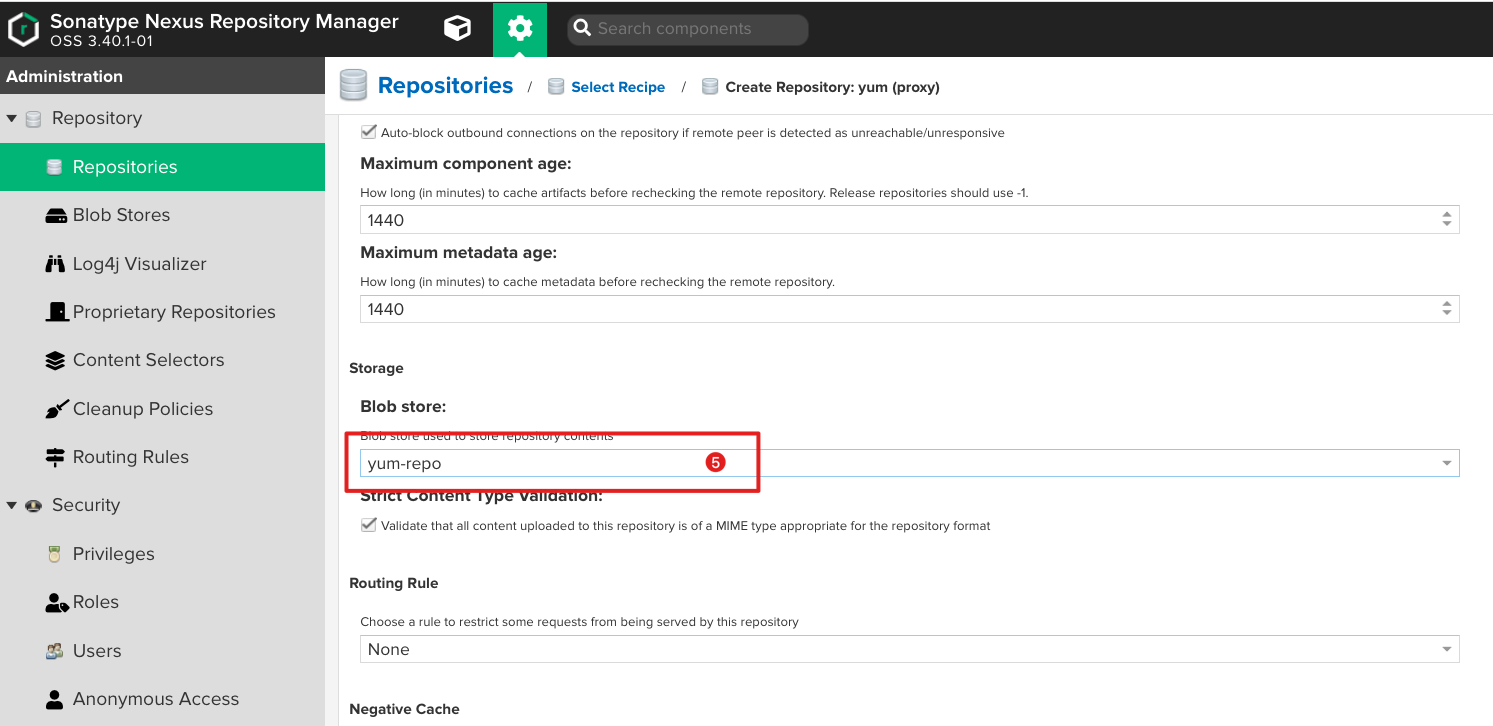 Sonatype Nexus Repository Manager
OSS 3.40.1-01
Search components
Administration
Repositories / Select Recipe / Create Repository: yum (proxy)
Repository
Repositories
Blob Stores
Log4j Visualizer
Proprietary Repositories
Content Selectors
Cleanup Policies
Routing Rules
Security
Privileges
Roles
Users
Anonymous Access
Auto-block outbound connections on the repository if remote peer is detected as unreachable/unresponsive
Maximum component age:
How long (in minutes) to cache artifacts before rechecking the remote repository. Release repositories should use -1.
1440
Maximum metadata age:
How long (in minutes) to cache metadata before rechecking the remote repository.
1440
Storage
Blob store:
Blob store used to store repository contents
yum-repo 5
Strict Content Type Validation:
Validate that all content uploaded to this repository is of a MIME type appropriate for the repository format
Routing Rule
Choose a rule to restrict some requests from being served by this repository
None
Negative Cache